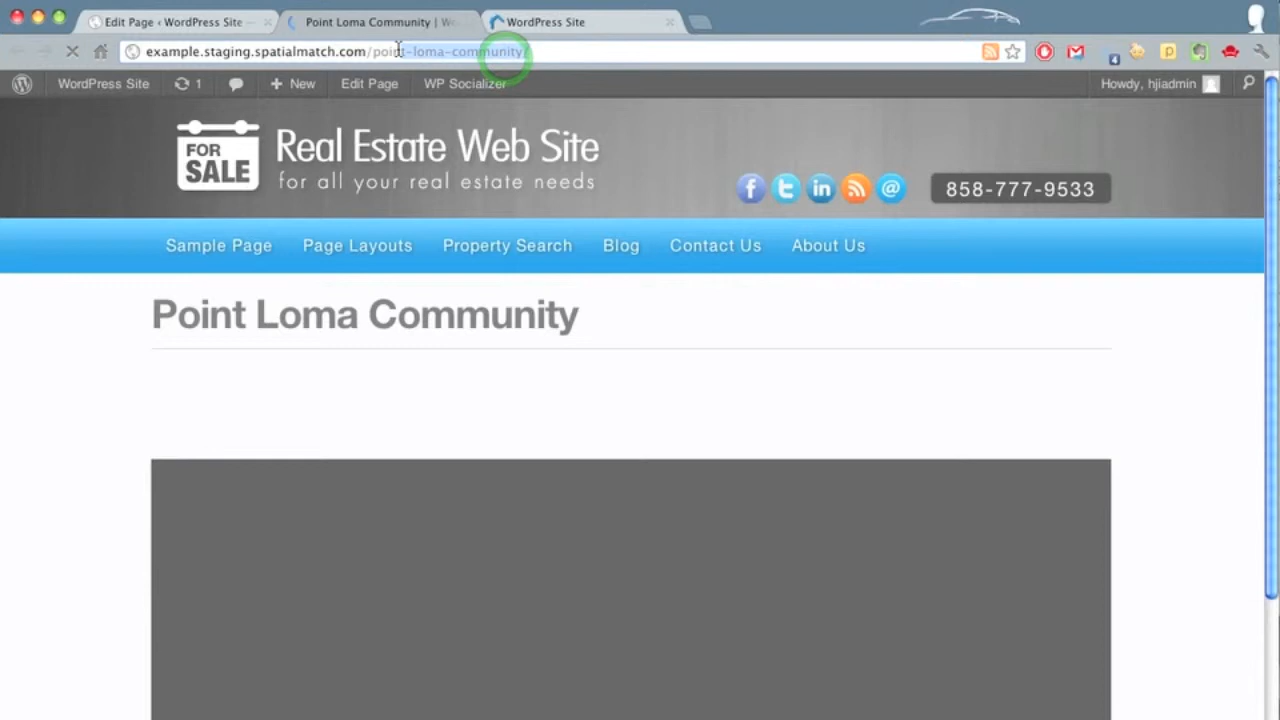 Edit Page ‹ WordPress Site
Point Loma Community | W
WordPress Site
example.staging.spatialmatch.com/point-loma-community/
4
WordPress Site
1
New
Edit Page
WP Socializer
Howdy, hjiadmin
FOR
SALE
Real Estate Web Site
for all your real estate needs
858-777-9533
Sample Page
Page Layouts
Property Search
Blog
Contact Us
About Us
Point Loma Community